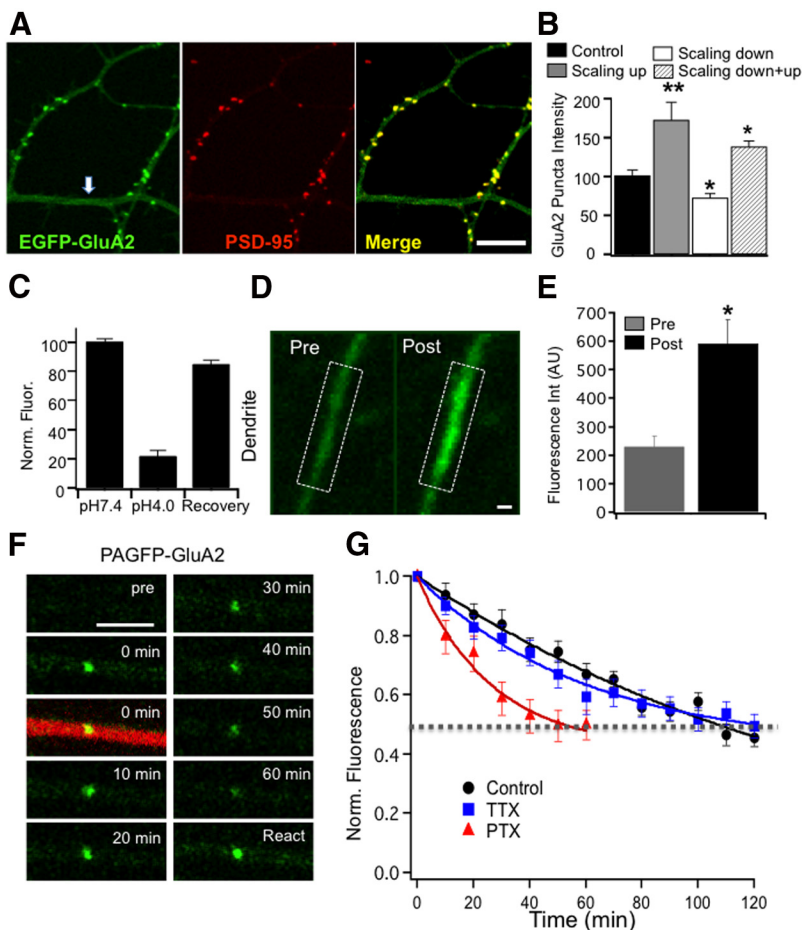 A
EGFP-GluA2
PSD-95
Merge
B
Control
Scaling up
Scaling down
Scaling down+up
GluA2 Puncta Intensity
200
150
100
50
0
**
*
*
C
Norm. Fluor.
100
80
60
40
20
0
pH7.4
pH4.0
Recovery
D
Dendrite
Pre
Post
E
Fluorescence Int (AU)
700
600
500
400
300
200
100
0
Pre
Post
*
F
PAGFP-GluA2
pre
0 min
0 min
10 min
20 min
30 min
40 min
50 min
60 min
React
G
Norm. Fluorescence
1.0
0.8
0.6
0.4
0.2
0.0
Control
TTX
PTX
0
20
40
60
80
100
120
Time (min)